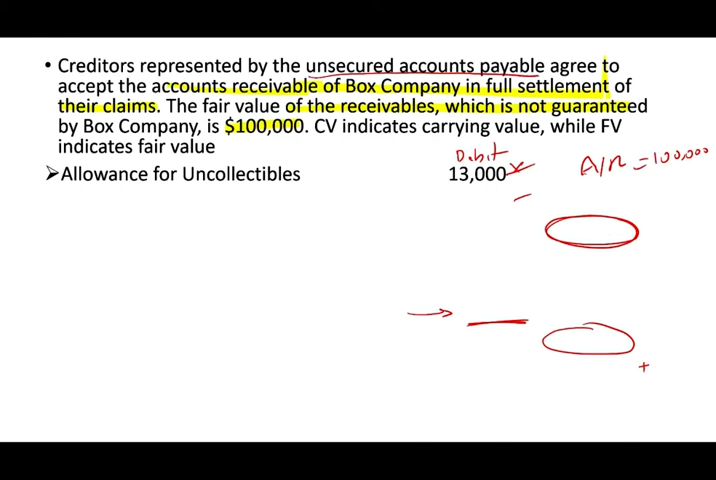 • Creditors represented by the unsecured accounts payable agree to
accept the accounts receivable of Box Company in full settlement of
their claims. The fair value of the receivables, which is not guaranteed
by Box Company, is $100,000. CV indicates carrying value, while FV
indicates fair value
Debit
A/R = 100,000
➢Allowance for Uncollectibles 13,000